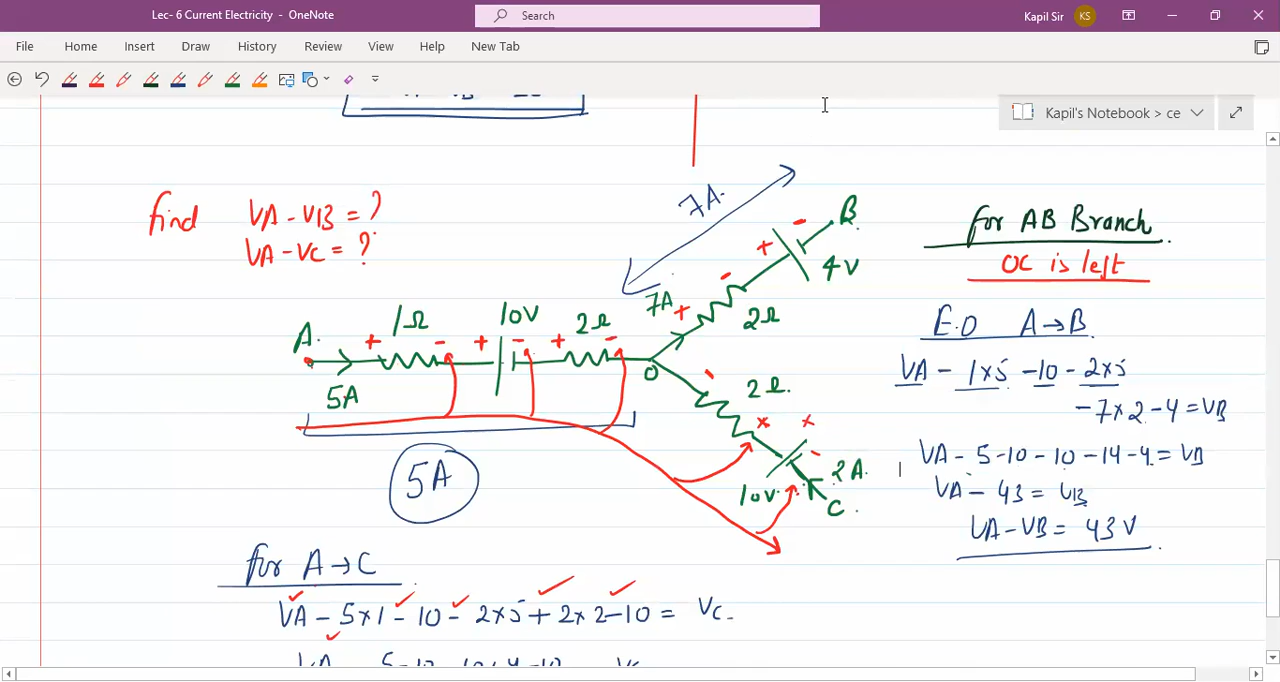 Lec- 6 Current Electricity - OneNote
Search
Kapil Sir
KS
File Home Insert Draw History Review View Help New Tab
Kapil's Notebook > ce
find VA - VB = ?
VA - VC = ?
7A.
B
4V
7A
+ -
+ -
2Ω
A
+ 1Ω - + 10V - + 2Ω -
5A
O
-
2Ω.
+ +
-
10V.
2A.
C
5A
for AB Branch
OC is left
E.O A→B
VA - 1×5 - 10 - 2×5
- 7×2 - 4 = VB
VA - 5 - 10 - 10 - 14 - 4 = VB
VA - 43 = VB
VA - VB = 43 V
for A→C
VA - 5×1 - 10 - 2×5 + 2×2 - 10 = VC